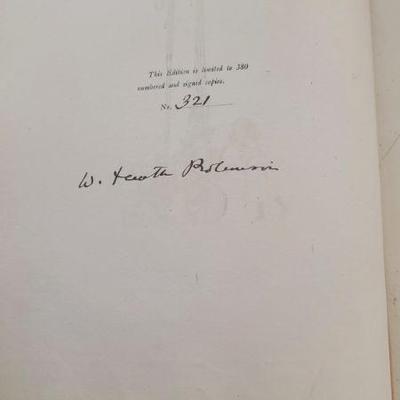 This Edition is limited to 380
numbered and signed copies.
No. 321
W. Heath Robinson